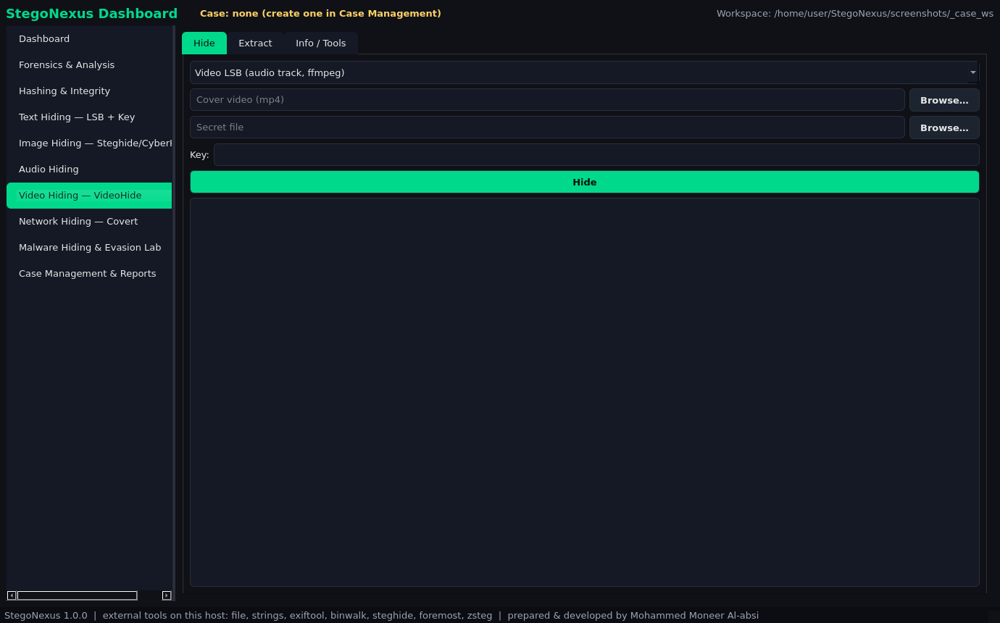 StegoNexus Dashboard
Case: none (create one in Case Management)
Workspace: /home/user/StegoNexus/screenshots/_case_ws
Dashboard
Forensics & Analysis
Hashing & Integrity
Text Hiding — LSB + Key
Image Hiding — Steghide/Cyber
Audio Hiding
Video Hiding — VideoHide
Network Hiding — Covert
Malware Hiding & Evasion Lab
Case Management & Reports
Hide
Extract
Info / Tools
Video LSB (audio track, ffmpeg)
Cover video (mp4)
Browse...
Secret file
Browse...
Key:
Hide
StegoNexus 1.0.0 | external tools on this host: file, strings, exiftool, binwalk, steghide, foremost, zsteg | prepared & developed by Mohammed Moneer Al-absi